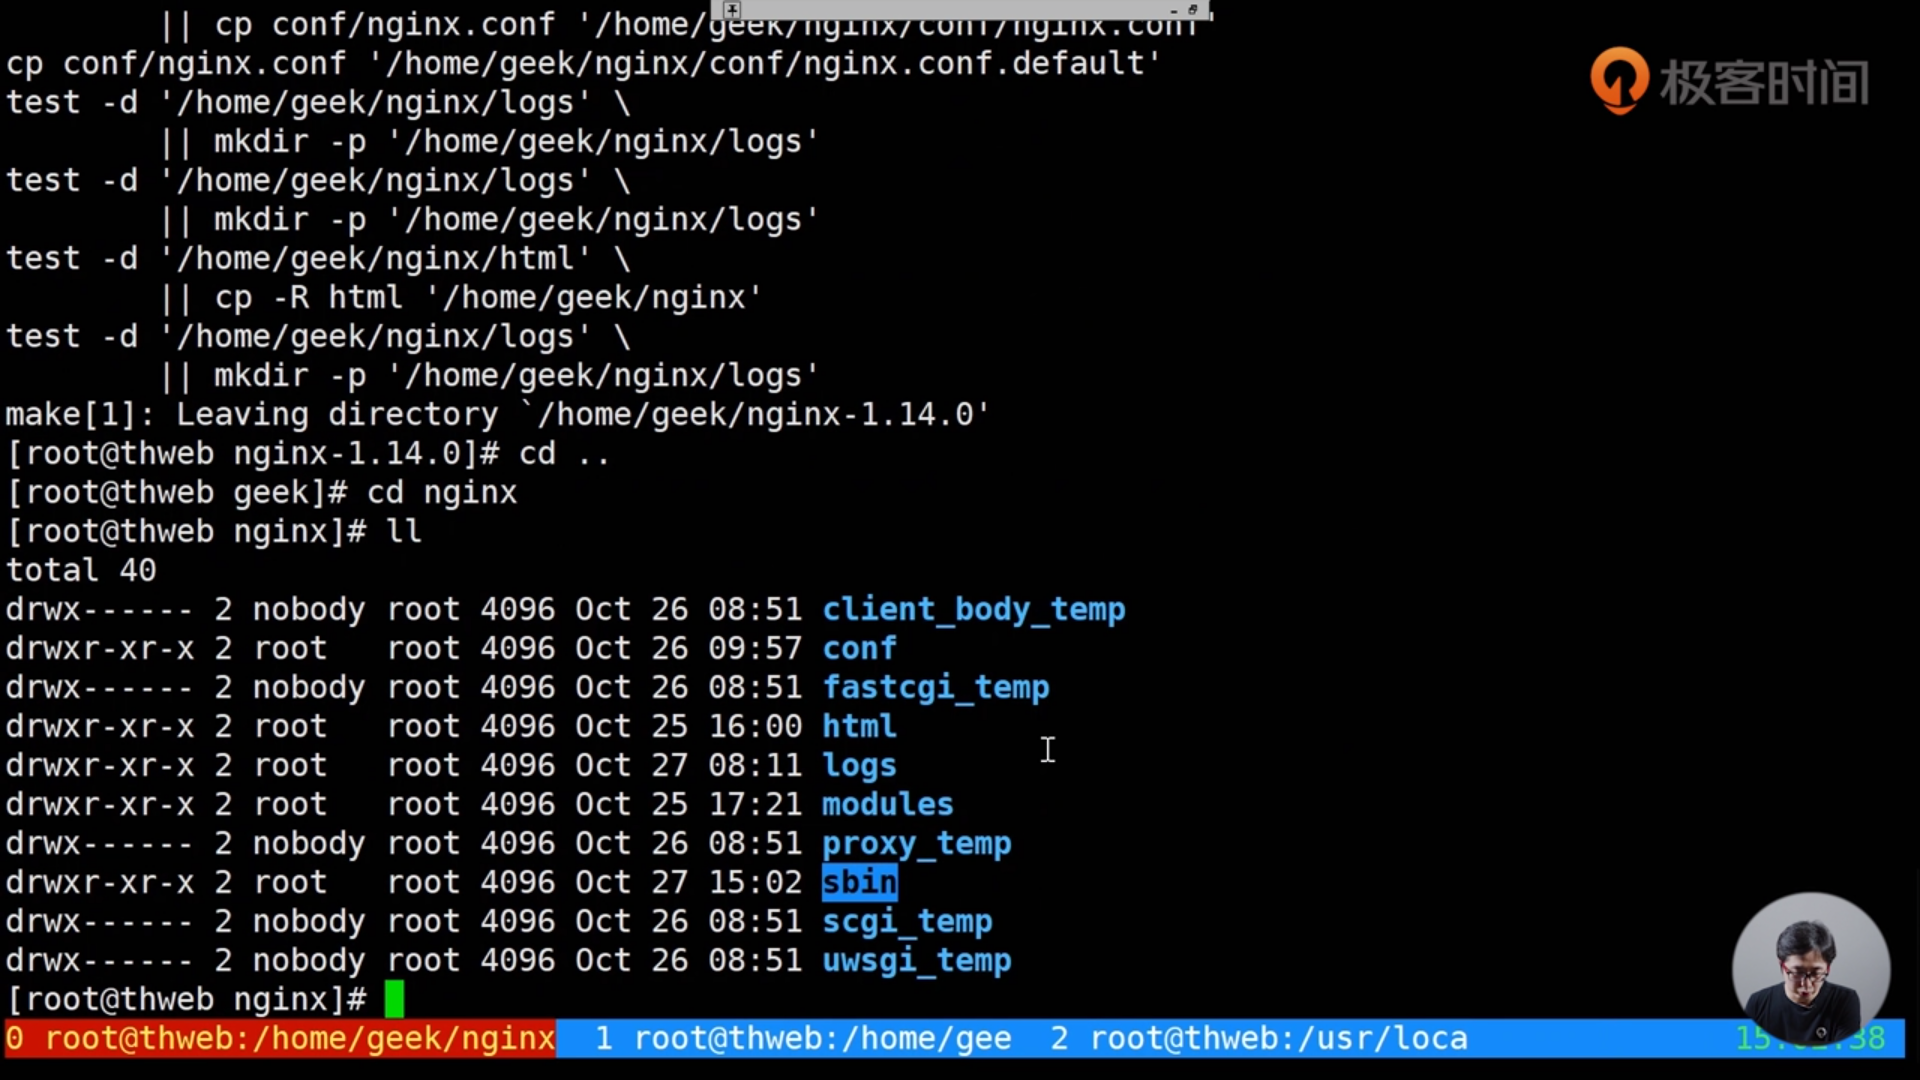 || cp conf/nginx.conf '/home/geek/nginx/conf/nginx.conf'
cp conf/nginx.conf '/home/geek/nginx/conf/nginx.conf.default'
test -d '/home/geek/nginx/logs' \
        || mkdir -p '/home/geek/nginx/logs'
test -d '/home/geek/nginx/logs' \
        || mkdir -p '/home/geek/nginx/logs'
test -d '/home/geek/nginx/html' \
        || cp -R html '/home/geek/nginx'
test -d '/home/geek/nginx/logs' \
        || mkdir -p '/home/geek/nginx/logs'
make[1]: Leaving directory `/home/geek/nginx-1.14.0'
[root@thweb nginx-1.14.0]# cd ..
[root@thweb geek]# cd nginx
[root@thweb nginx]# ll
total 40
drwx------ 2 nobody root 4096 Oct 26 08:51 client_body_temp
drwxr-xr-x 2 root   root 4096 Oct 26 09:57 conf
drwx------ 2 nobody root 4096 Oct 26 08:51 fastcgi_temp
drwxr-xr-x 2 root   root 4096 Oct 25 16:00 html
drwxr-xr-x 2 root   root 4096 Oct 27 08:11 logs
drwxr-xr-x 2 root   root 4096 Oct 25 17:21 modules
drwx------ 2 nobody root 4096 Oct 26 08:51 proxy_temp
drwxr-xr-x 2 root   root 4096 Oct 27 15:02 sbin
drwx------ 2 nobody root 4096 Oct 26 08:51 scgi_temp
drwx------ 2 nobody root 4096 Oct 26 08:51 uwsgi_temp
[root@thweb nginx]#
0 root@thweb:/home/geek/nginx  1 root@thweb:/home/gee  2 root@thweb:/usr/loca
极客时间